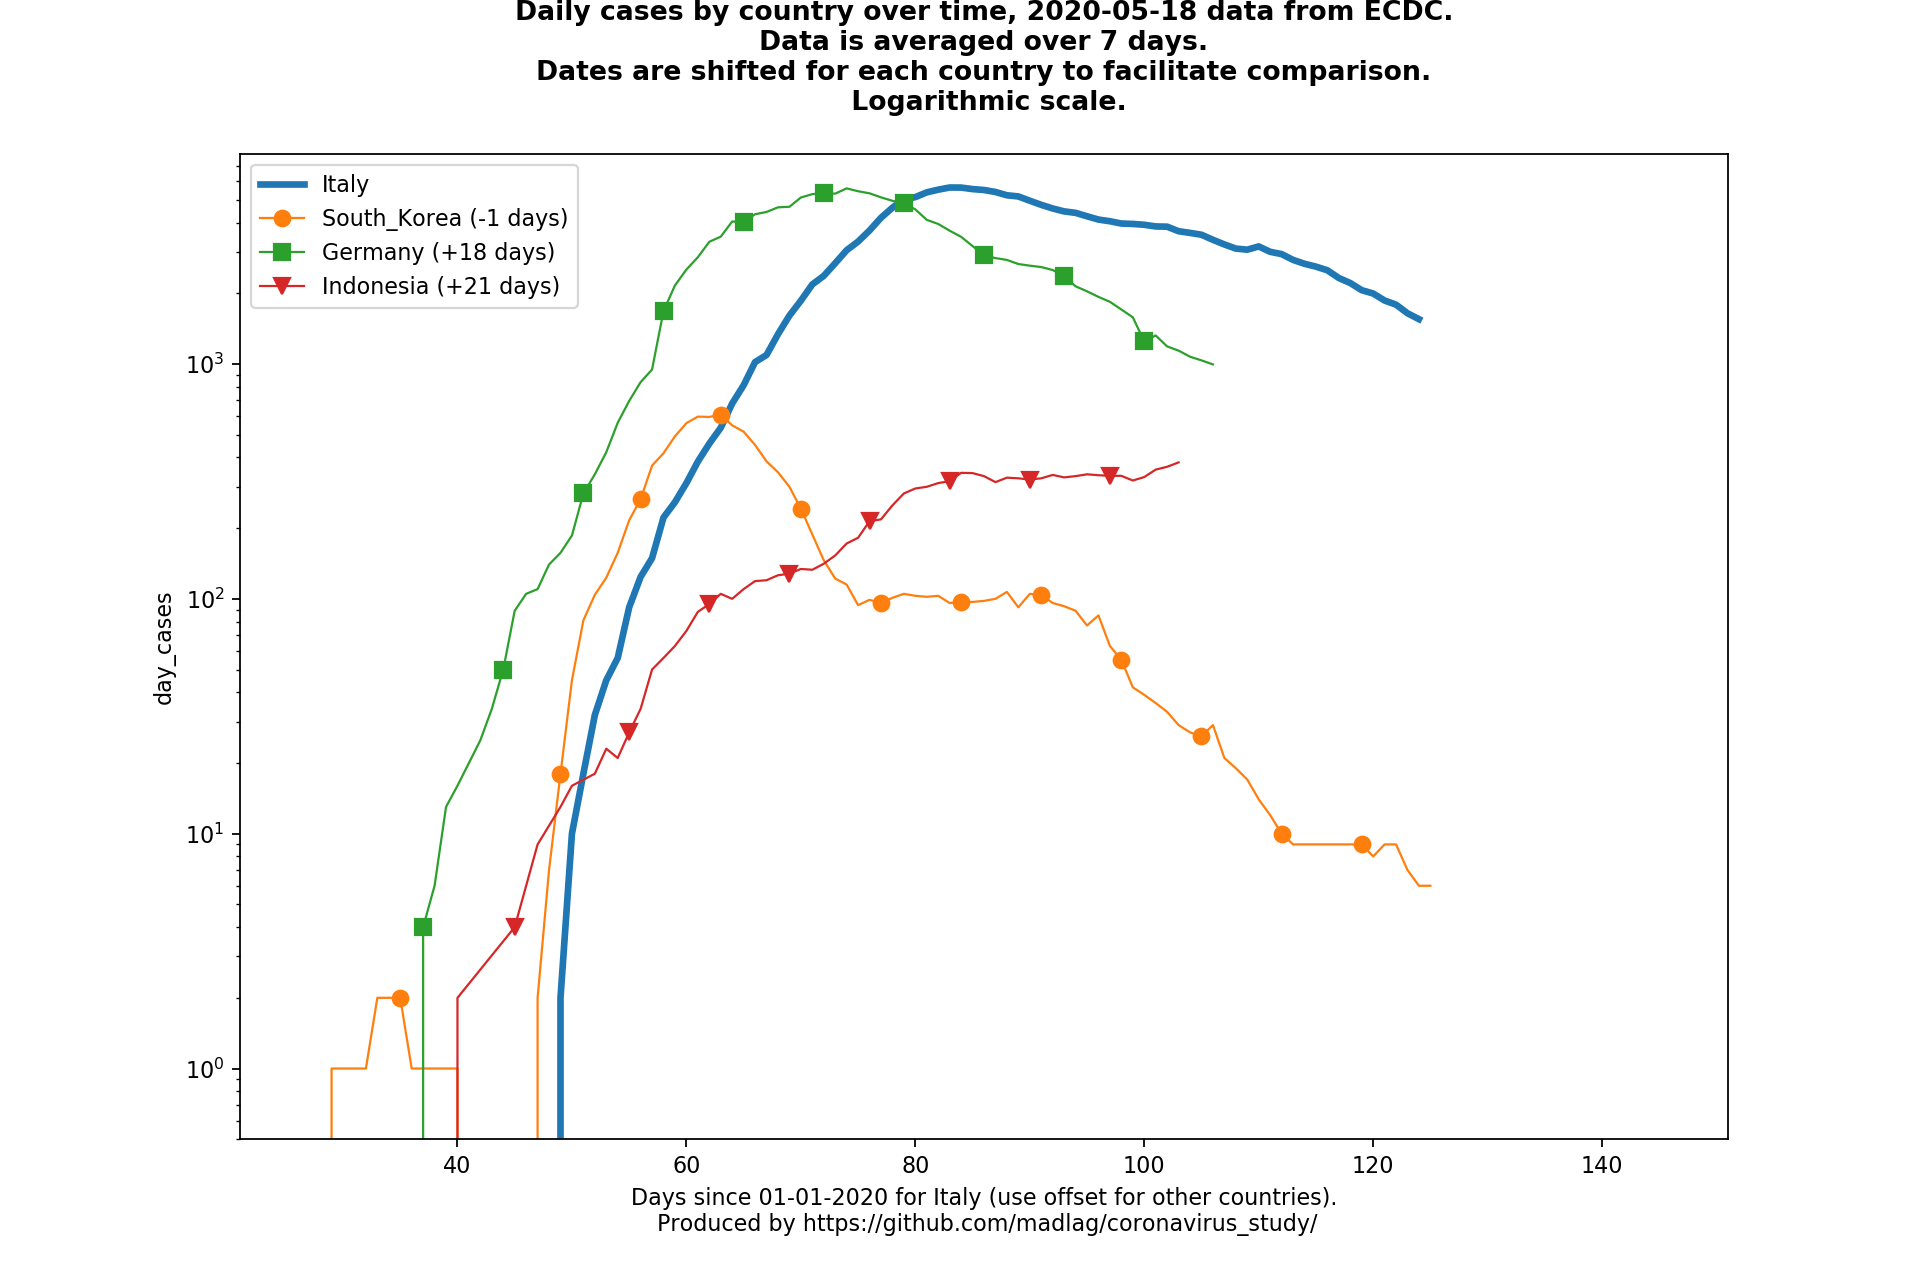 Daily cases by country over time, 2020-05-18 data from ECDC.
Data is averaged over 7 days.
Dates are shifted for each country to facilitate comparison.
Logarithmic scale.
Italy
South_Korea (-1 days)
Germany (+18 days)
Indonesia (+21 days)
day_cases
10³
10²
10¹
10⁰
40 60 80 100 120 140
Days since 01-01-2020 for Italy (use offset for other countries).
Produced by https://github.com/madlag/coronavirus_study/